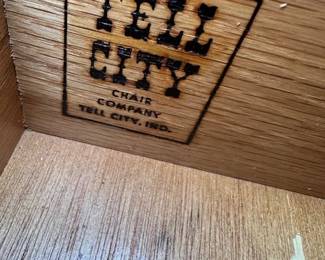 TELL
CITY
CHAIR
COMPANY
TELL CITY, IND.